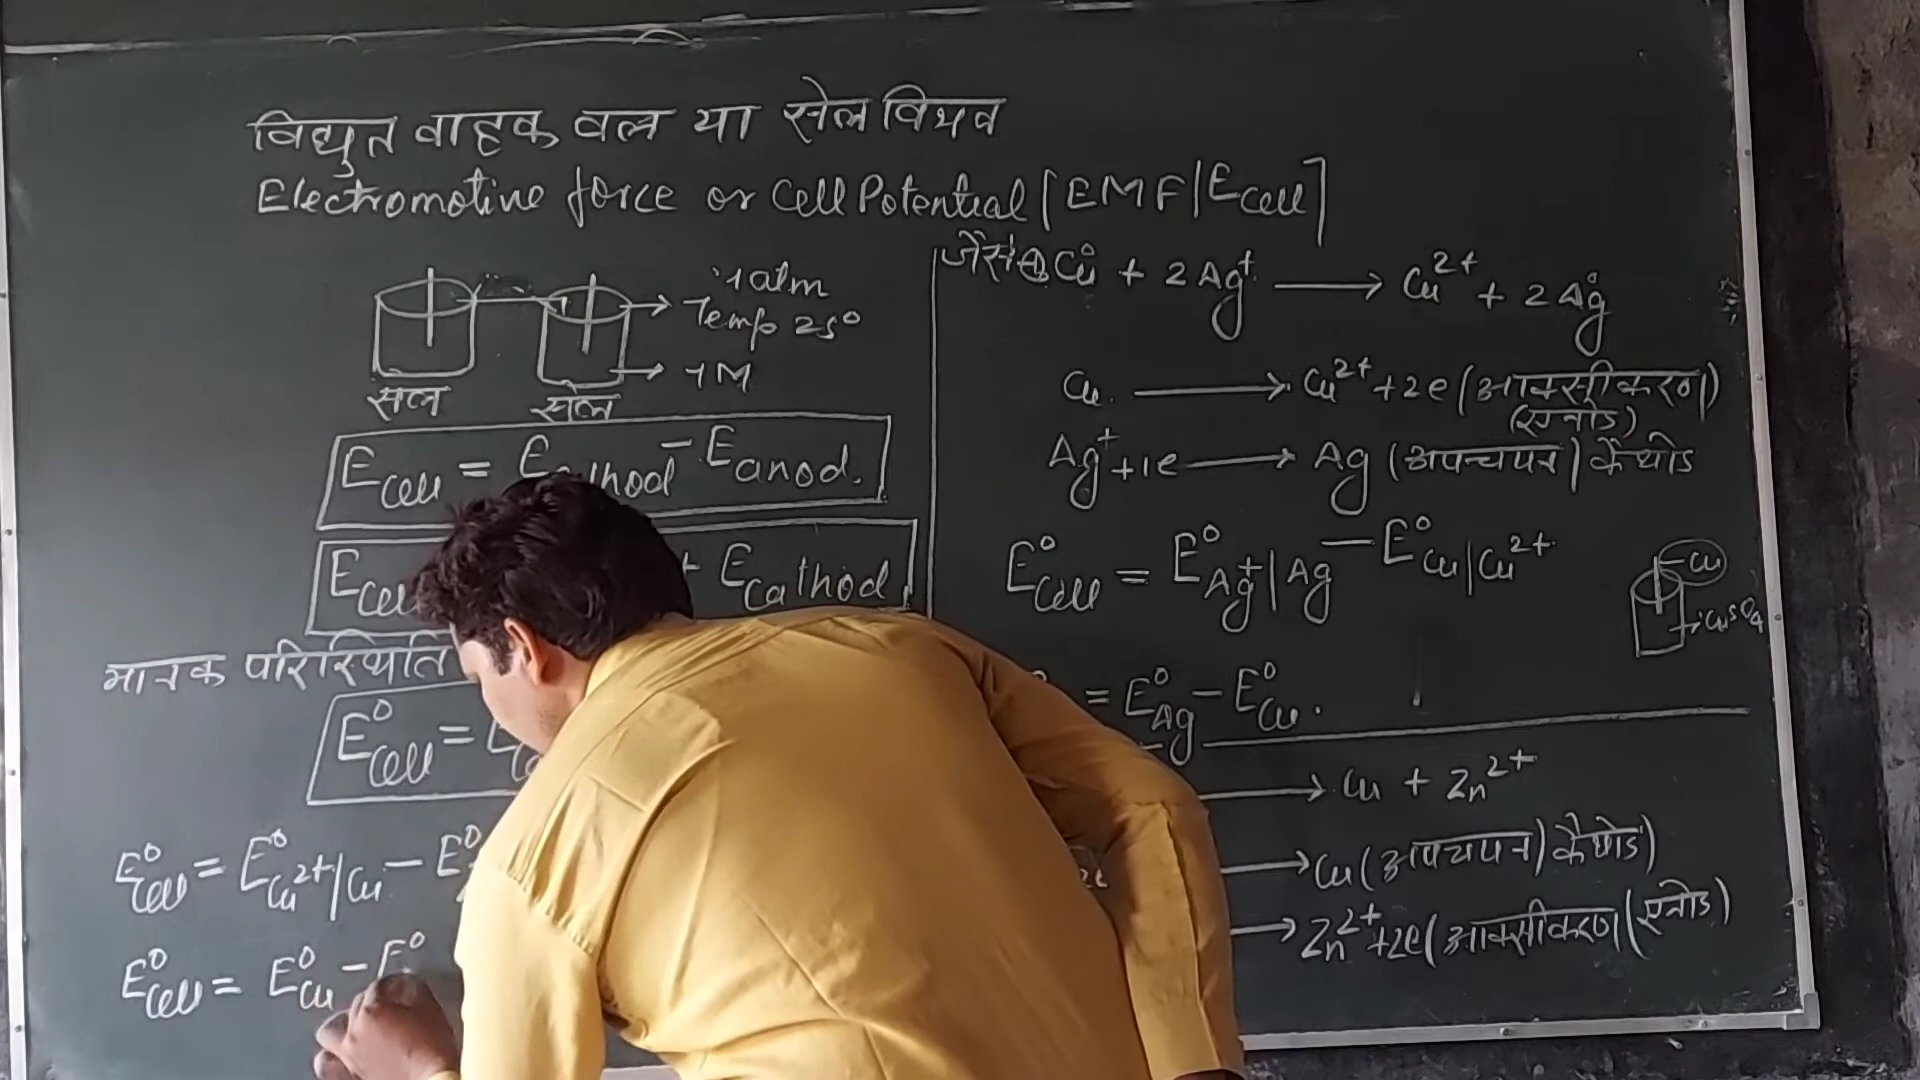 विद्युत वाहक वल या सेल विभव
Electromotive force or Cell Potential [EMF|Ecell]
1 atm
Temp 25°
1M
सेल सेल
Ecell = Ecathod - Eanod.
Ecell + Ecathod.
मानक परिस्थिति
E°cell =
E°cell = E°Cu²⁺/Cu - E°
E°cell = E°Cu - E°
जैसे Cu° + 2Ag⁺ ⟶ Cu²⁺ + 2Ag°
Cu. ⟶ Cu²⁺ + 2e (आक्सीकरण)
(एनोड)
Ag⁺ + 1e ⟶ Ag (अपचयन) कैथोड
E°cell = E°Ag⁺|Ag - E°Cu|Cu²⁺
Cu
CuSO₄
= E°Ag - E°Cu.
⟶ Cu + Zn²⁺
2e ⟶ Cu (अपचयन) कैथोड)
⟶ Zn²⁺ + 2e (आक्सीकरण (एनोड)